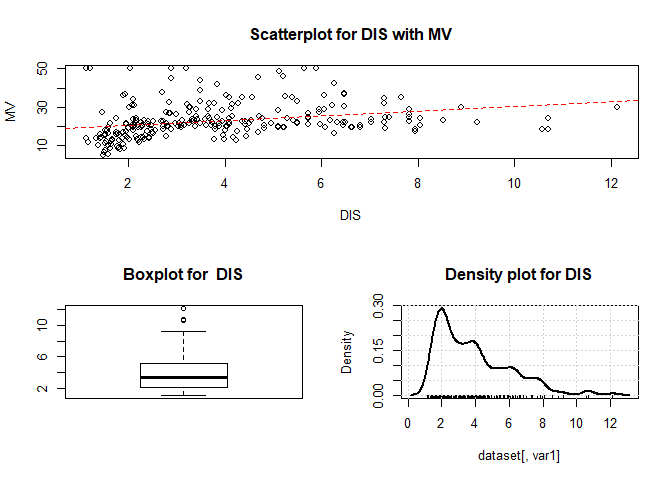 Scatterplot for DIS with MV
MV
50
30
10
2 4 6 8 10 12
DIS
Boxplot for DIS
10
6
2
Density plot for DIS
Density
0.30
0.15
0.00
0 2 4 6 8 10 12
dataset[, var1]